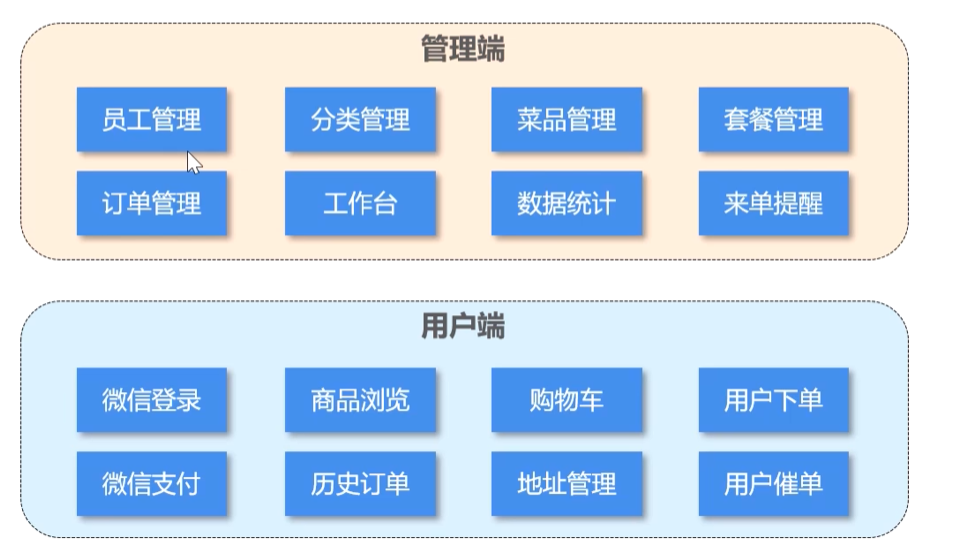 管理端
员工管理 分类管理 菜品管理 套餐管理
订单管理 工作台 数据统计 来单提醒
用户端
微信登录 商品浏览 购物车 用户下单
微信支付 历史订单 地址管理 用户催单